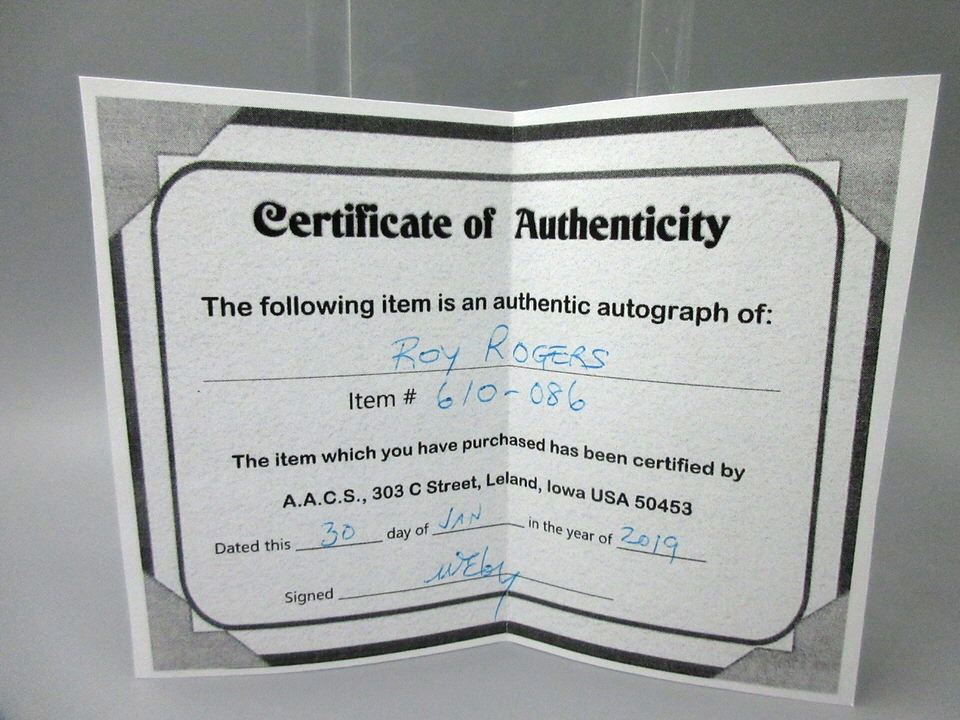 Certificate of Authenticity
The following item is an authentic autograph of:
ROY ROGERS
Item # 610-086
The item which you have purchased has been certified by
A.A.C.S., 303 C Street, Leland, Iowa USA 50453
Dated this 30 day of JAN in the year of 2019
Signed